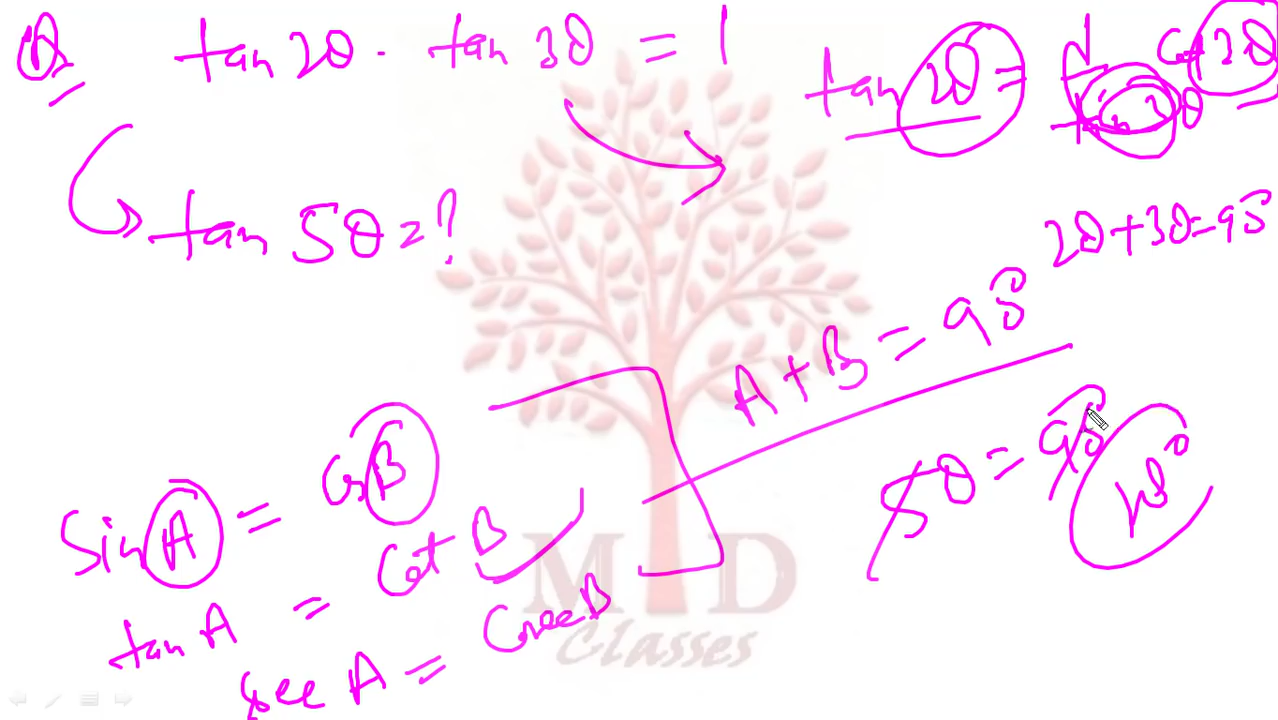 Q tan 2θ · tan 3θ = 1
tan 5θ = ?
tan 2θ = 1 / tan 3θ
Cot 3θ
2θ + 3θ = 90°
A + B = 90°
5θ = 90°
18°
Sin A = Cos B
tan A = Cot B
Sec A = Cosec B
M D
Classes